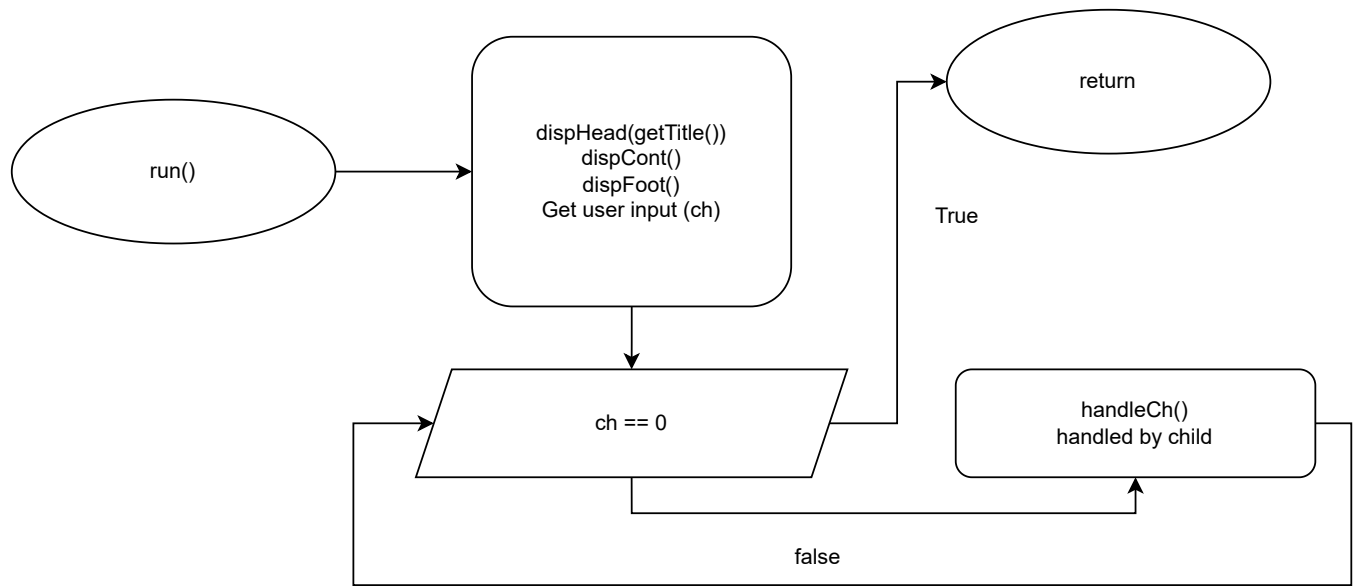 run()
dispHead(getTitle())
dispCont()
dispFoot()
Get user input (ch)
return
True
ch == 0
handleCh()
handled by child
false